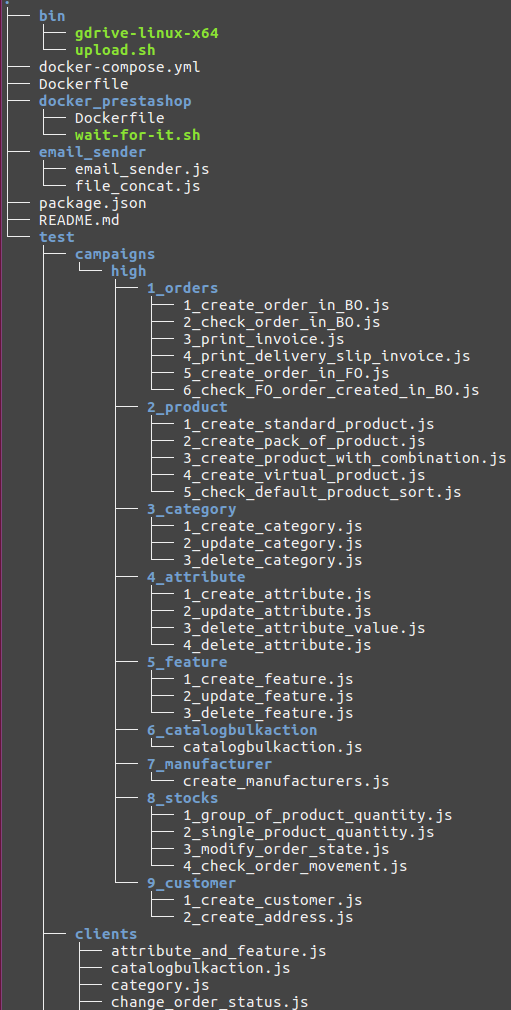 .
bin
gdrive-linux-x64
upload.sh
docker-compose.yml
Dockerfile
docker_prestashop
Dockerfile
wait-for-it.sh
email_sender
email_sender.js
file_concat.js
package.json
README.md
test
campaigns
high
1_orders
1_create_order_in_BO.js
2_check_order_in_BO.js
3_print_invoice.js
4_print_delivery_slip_invoice.js
5_create_order_in_FO.js
6_check_FO_order_created_in_BO.js
2_product
1_create_standard_product.js
2_create_pack_of_product.js
3_create_product_with_combination.js
4_create_virtual_product.js
5_check_default_product_sort.js
3_category
1_create_category.js
2_update_category.js
3_delete_category.js
4_attribute
1_create_attribute.js
2_update_attribute.js
3_delete_attribute_value.js
4_delete_attribute.js
5_feature
1_create_feature.js
2_update_feature.js
3_delete_feature.js
6_catalogbulkaction
catalogbulkaction.js
7_manufacturer
create_manufacturers.js
8_stocks
1_group_of_product_quantity.js
2_single_product_quantity.js
3_modify_order_state.js
4_check_order_movement.js
9_customer
1_create_customer.js
2_create_address.js
clients
attribute_and_feature.js
catalogbulkaction.js
category.js
change_order_status.js